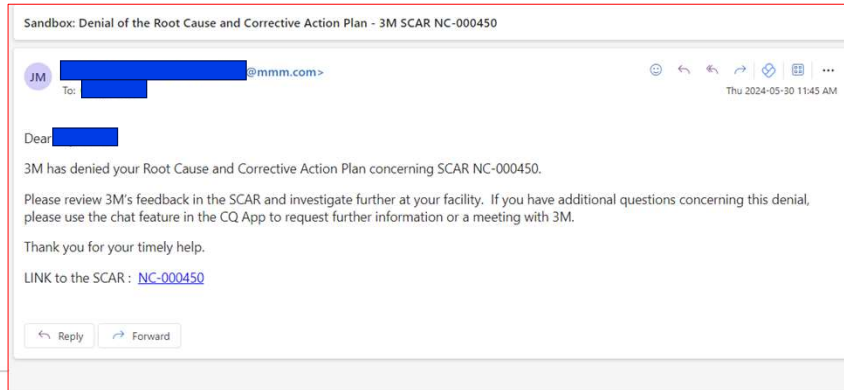 Sandbox: Denial of the Root Cause and Corrective Action Plan - 3M SCAR NC-000450
JM
@mmm.com>
To:
Thu 2024-05-30 11:45 AM
Dear
3M has denied your Root Cause and Corrective Action Plan concerning SCAR NC-000450.
Please review 3M's feedback in the SCAR and investigate further at your facility. If you have additional questions concerning this denial,
please use the chat feature in the CQ App to request further information or a meeting with 3M.
Thank you for your timely help.
LINK to the SCAR : NC-000450
Reply Forward